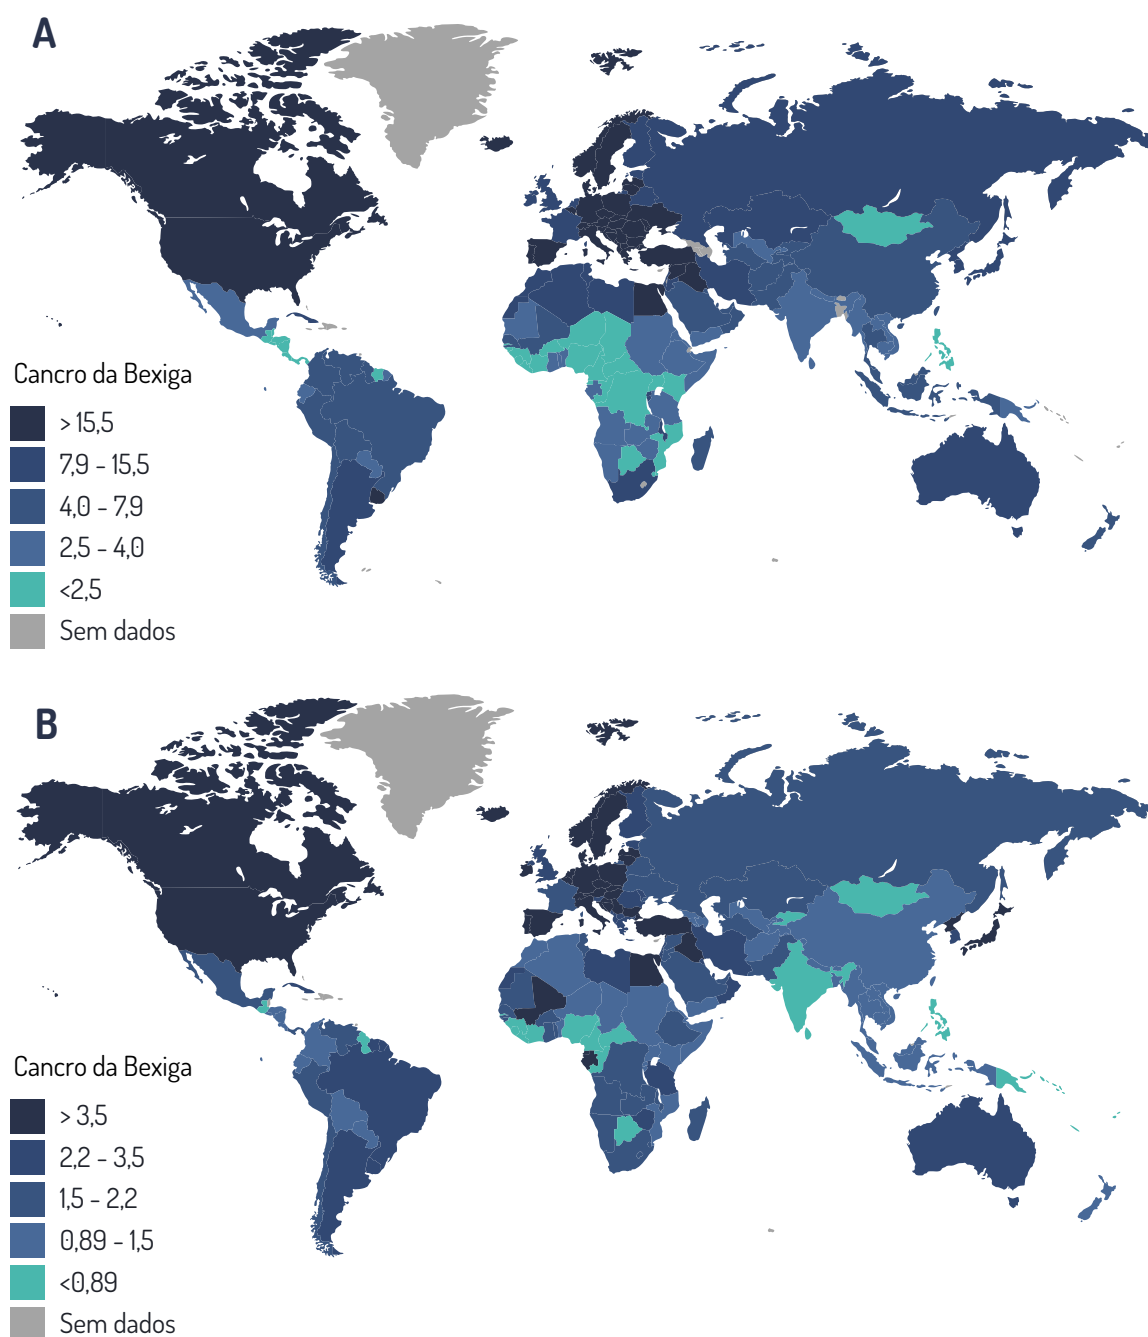 A
Cancro da Bexiga
> 15,5
7,9 – 15,5
4,0 – 7,9
2,5 – 4,0
<2,5
Sem dados
B
Cancro da Bexiga
> 3,5
2,2 – 3,5
1,5 – 2,2
0,89 – 1,5
<0,89
Sem dados